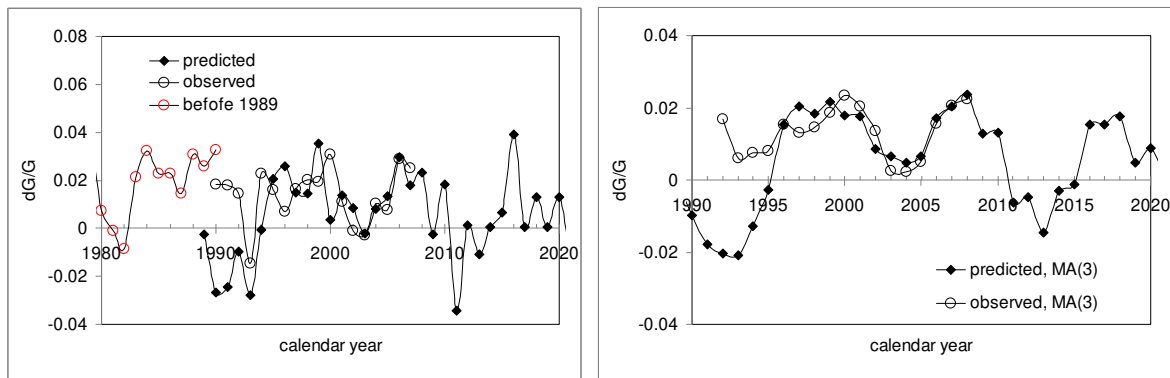 0.08
0.06
0.04
0.02
0
-0.02
-0.04
dG/G
predicted
observed
befofe 1989
1980
1990
2000
2010
2020
calendar year
0.04
0.02
0
-0.02
-0.04
dG/G
1990
1995
2000
2005
2010
2015
2020
predicted, MA(3)
observed, MA(3)
calendar year